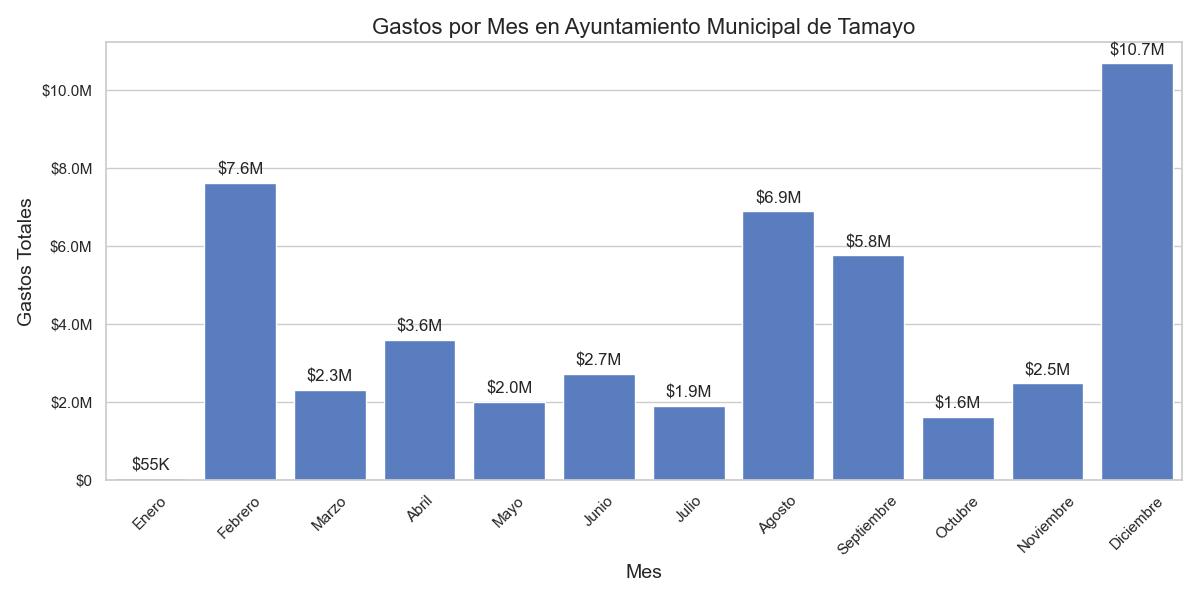 Gastos por Mes en Ayuntamiento Municipal de Tamayo
Gastos Totales
$10.0M
$8.0M
$6.0M
$4.0M
$2.0M
$0
$55K
$7.6M
$2.3M
$3.6M
$2.0M
$2.7M
$1.9M
$6.9M
$5.8M
$1.6M
$2.5M
$10.7M
Enero
Febrero
Marzo
Abril
Mayo
Junio
Julio
Agosto
Septiembre
Octubre
Noviembre
Diciembre
Mes